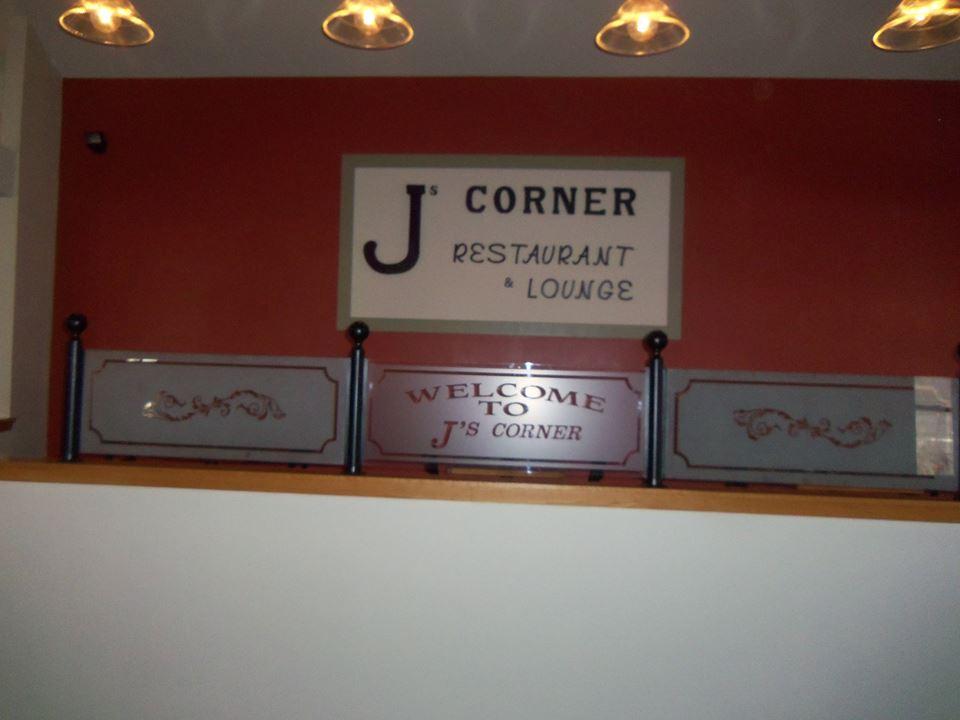 J's CORNER
RESTAURANT
& LOUNGE
WELCOME
TO
J'S CORNER